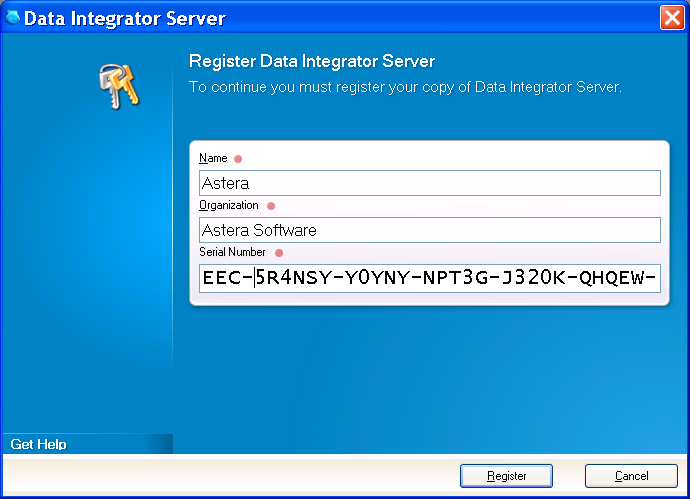 Data Integrator Server
Register Data Integrator Server
To continue you must register your copy of Data Integrator Server.
Name
Astera
Organization
Astera Software
Serial Number
EEC-5R4NSY-Y0YNY-NPT3G-J320K-QHQEW-
Get Help
Register
Cancel